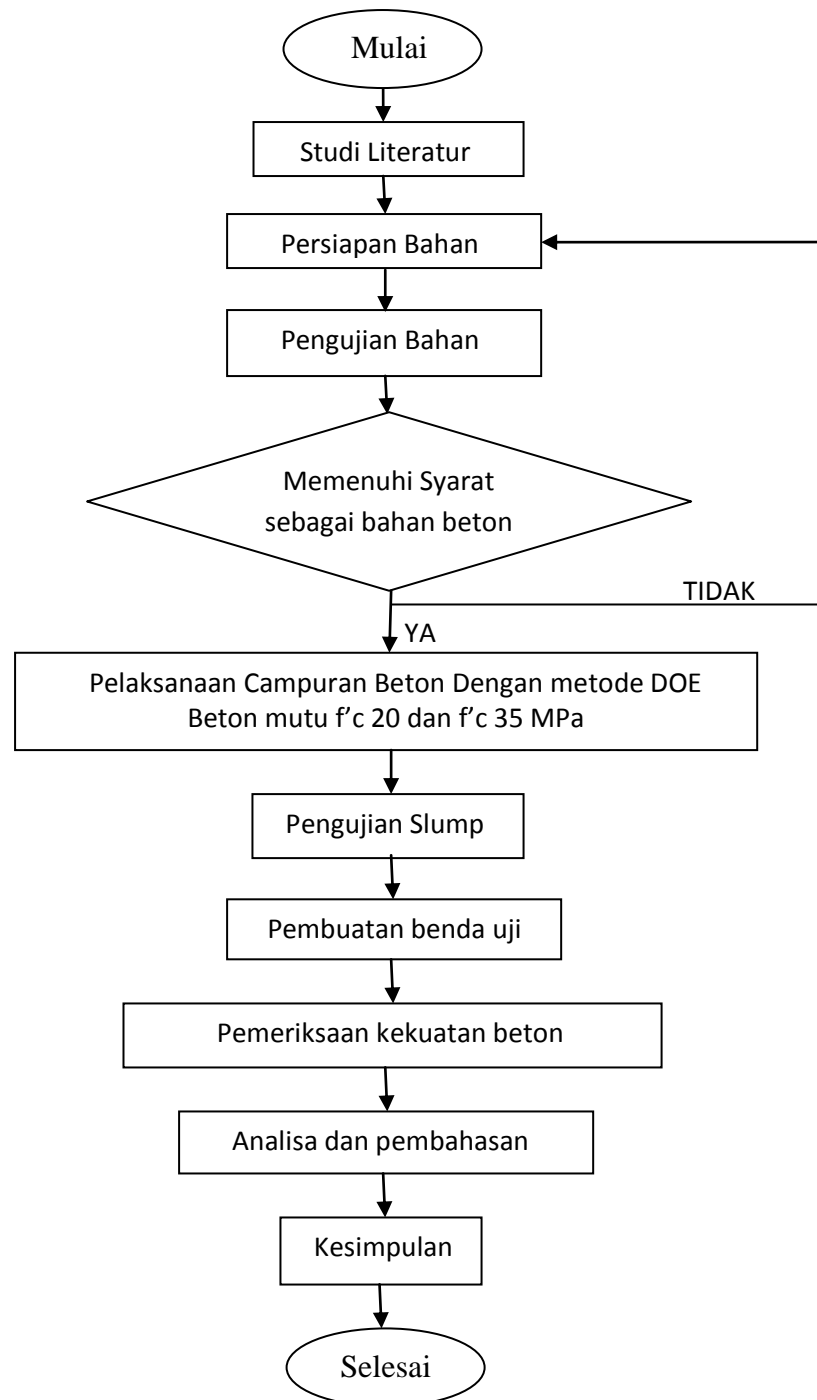 Mulai
Studi Literatur
Persiapan Bahan
Pengujian Bahan
Memenuhi Syarat
sebagai bahan beton
TIDAK
YA
Pelaksanaan Campuran Beton Dengan metode DOE
Beton mutu f’c 20 dan f’c 35 MPa
Pengujian Slump
Pembuatan benda uji
Pemeriksaan kekuatan beton
Analisa dan pembahasan
Kesimpulan
Selesai